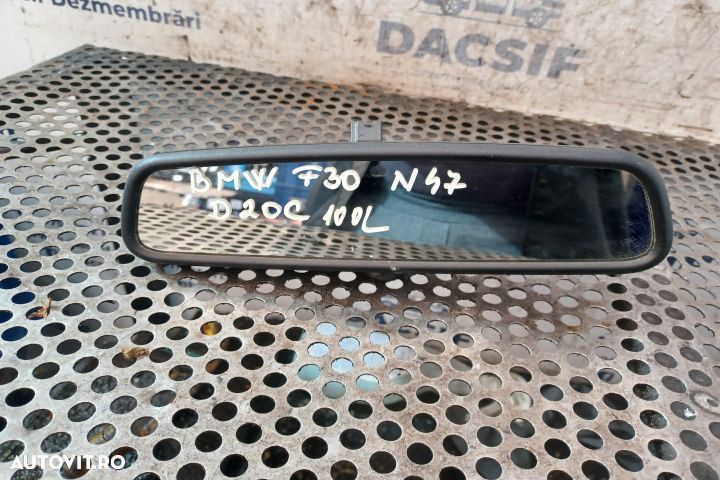 Dezmembrări
DACSIF
BMW F30 N47
D20C 100L
AUTOVIT.RO